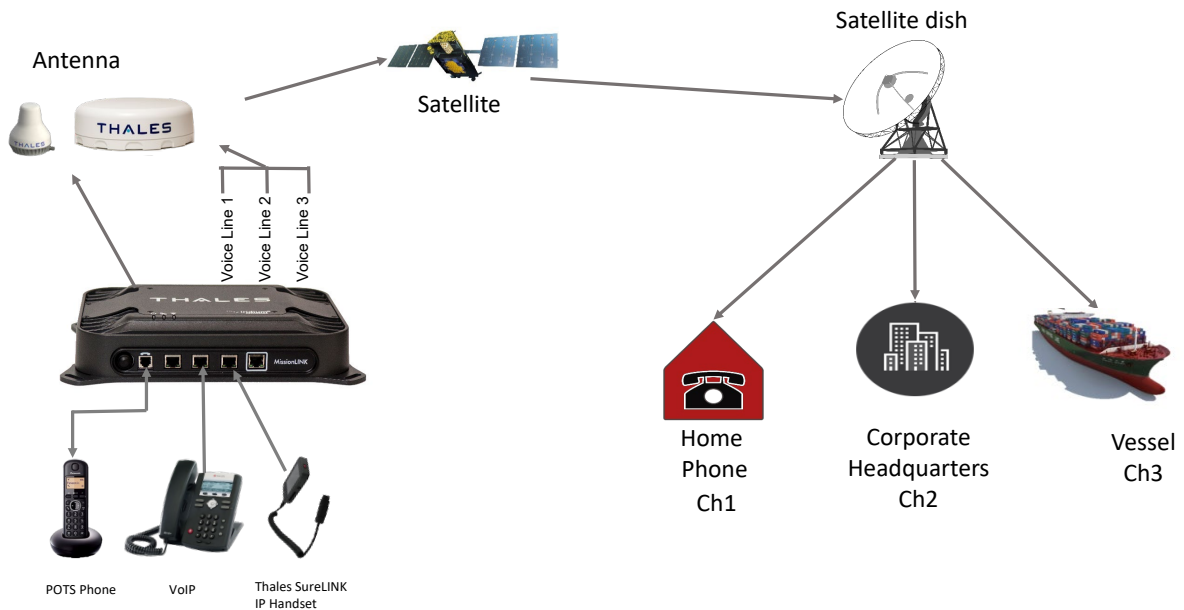 Satellite dish
Antenna
Satellite
THALES
THALES
Voice Line 1
Voice Line 2
Voice Line 3
THALES
MissionLINK
Home
Phone
Ch1
Corporate
Headquarters
Ch2
Vessel
Ch3
POTS Phone
VoIP
Thales SureLINK
IP Handset